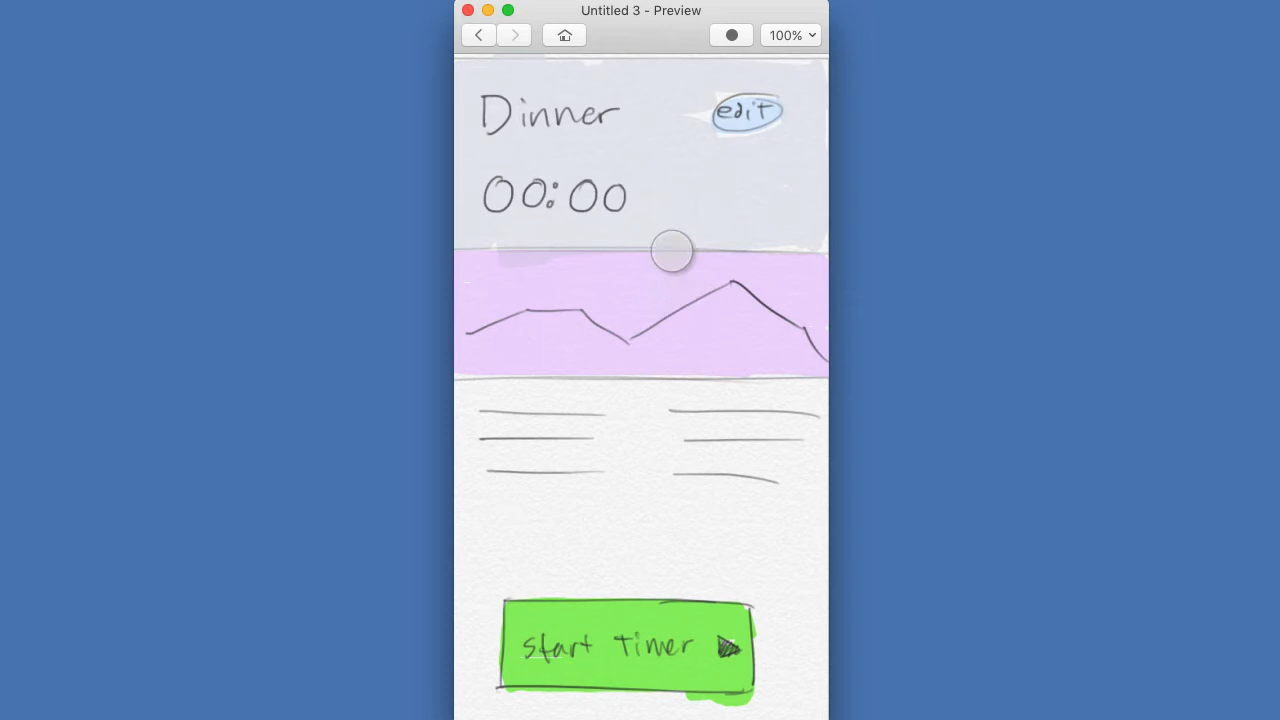 Untitled 3 - Preview
100%
Dinner
edit
00:00
start timer